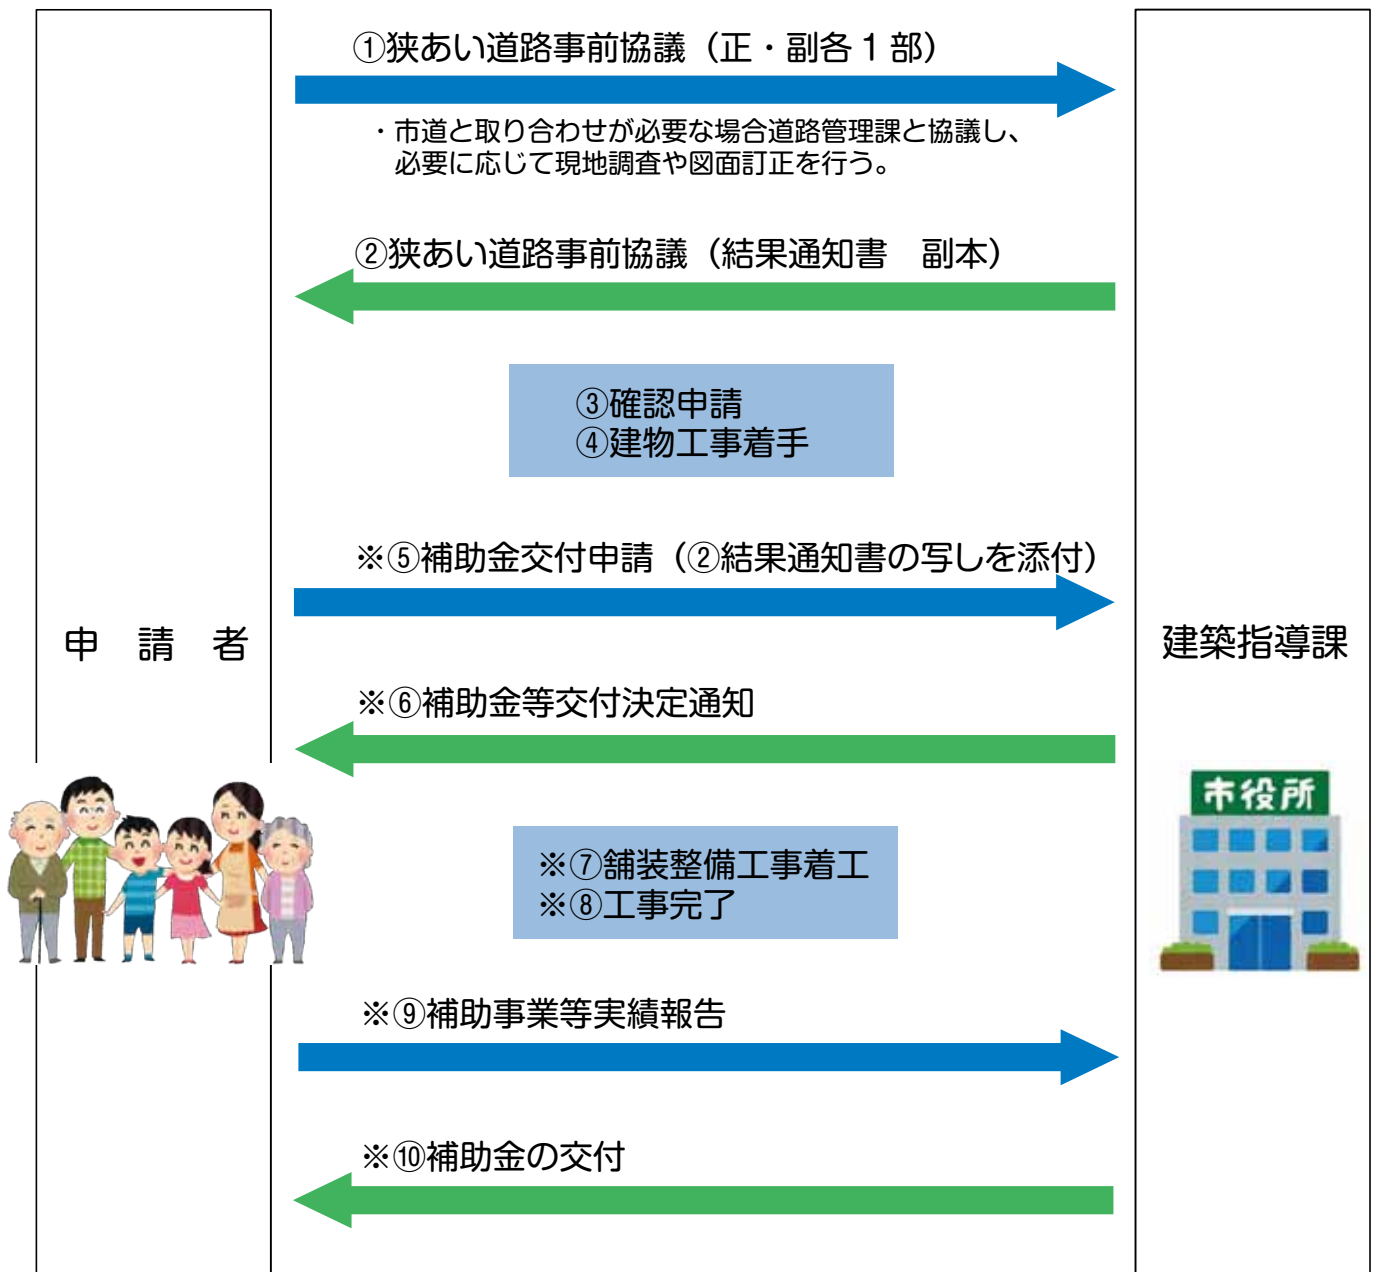 ①狭あい道路事前協議（正・副各１部）
・市道と取り合わせが必要な場合道路管理課と協議し、
必要に応じて現地調査や図面訂正を行う。
②狭あい道路事前協議（結果通知書　副本）
③確認申請
④建物工事着手
※⑤補助金交付申請（②結果通知書の写しを添付）
申　請　者
建築指導課
※⑥補助金等交付決定通知
市役所
※⑦舗装整備工事着工
※⑧工事完了
※⑨補助事業等実績報告
※⑩補助金の交付